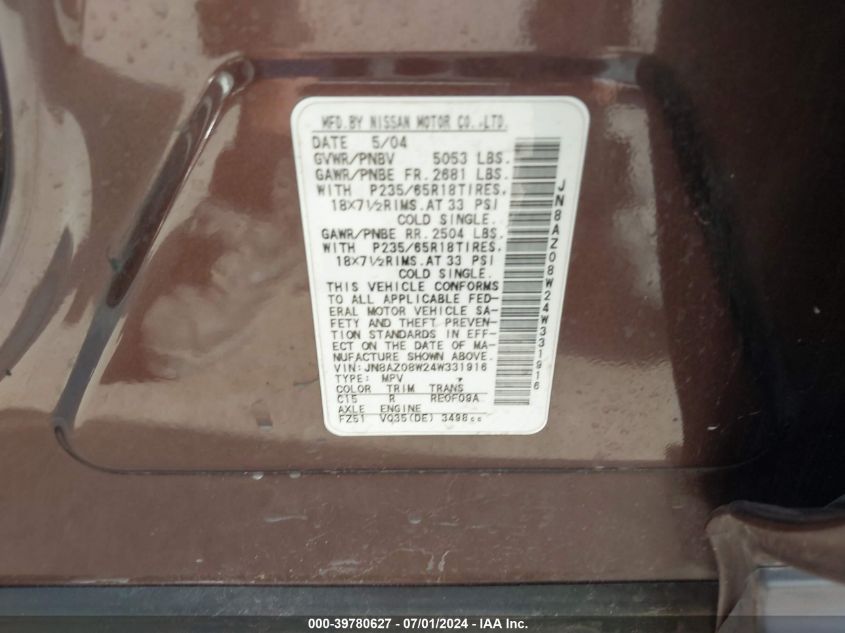 MFD.BY NISSAN MOTOR CO.,LTD.
DATE 5/04
GVWR/PNBV 5053 LBS.
GAWR/PNBE FR.2681 LBS.
WITH P235/65R18TIRES,
18X7½RIMS.AT 33 PSI
COLD SINGLE.
GAWR/PNBE RR.2504 LBS.
WITH P235/65R18TIRES,
18X7½RIMS.AT 33 PSI
COLD SINGLE.
THIS VEHICLE CONFORMS
TO ALL APPLICABLE FED-
ERAL MOTOR VEHICLE SA-
FETY AND THEFT PREVEN-
TION STANDARDS IN EFF-
ECT ON THE DATE OF MA-
NUFACTURE SHOWN ABOVE.
VIN:JN8AZ08W24W331916
TYPE: MPV
COLOR TRIM TRANS
C15 R RE0F09A
AXLE ENGINE
FZ51 VQ35(DE) 3498cc
JN8AZ08W24W331916
000-39780627 - 07/01/2024 - IAA Inc.